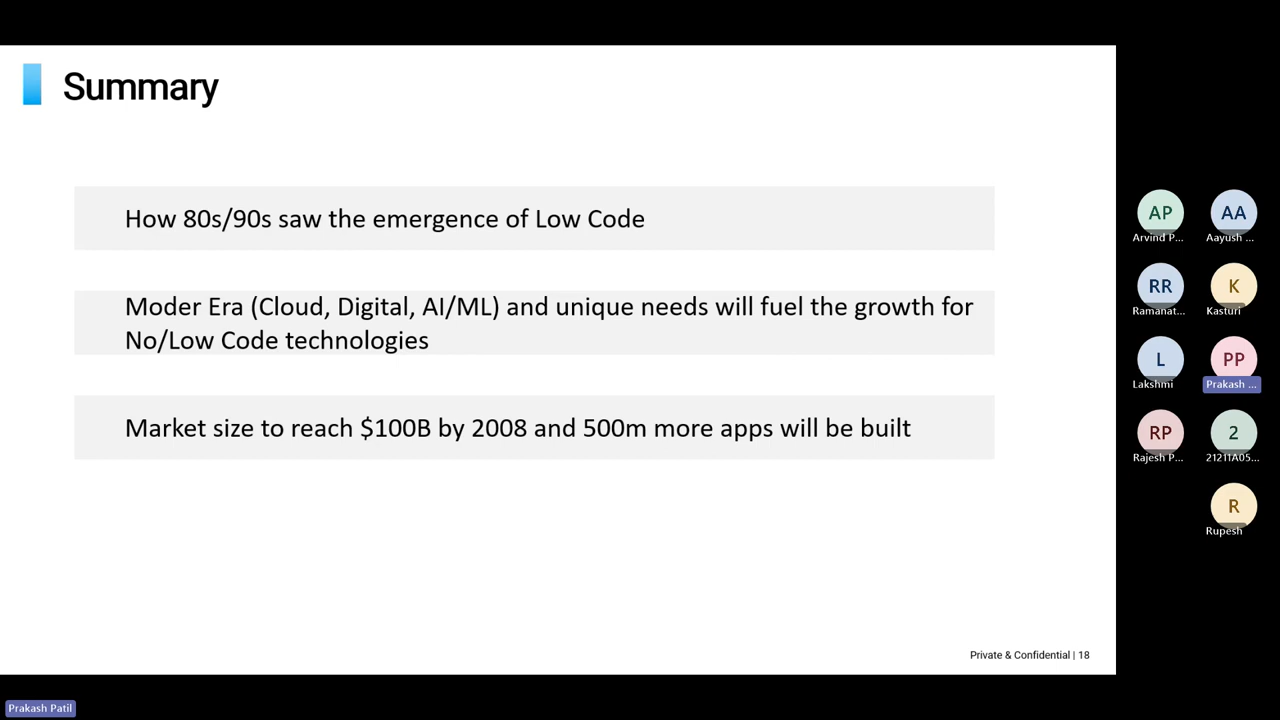 Summary
How 80s/90s saw the emergence of Low Code
Moder Era (Cloud, Digital, AI/ML) and unique needs will fuel the growth for
No/Low Code technologies
Market size to reach $100B by 2008 and 500m more apps will be built
Private & Confidential | 18
AP
AA
Arvind P...
Aayush ...
RR
K
Ramanat...
Kasturi
L
PP
Lakshmi
Prakash ...
RP
2
Rajesh P...
21211A05...
R
Rupesh
Prakash Patil